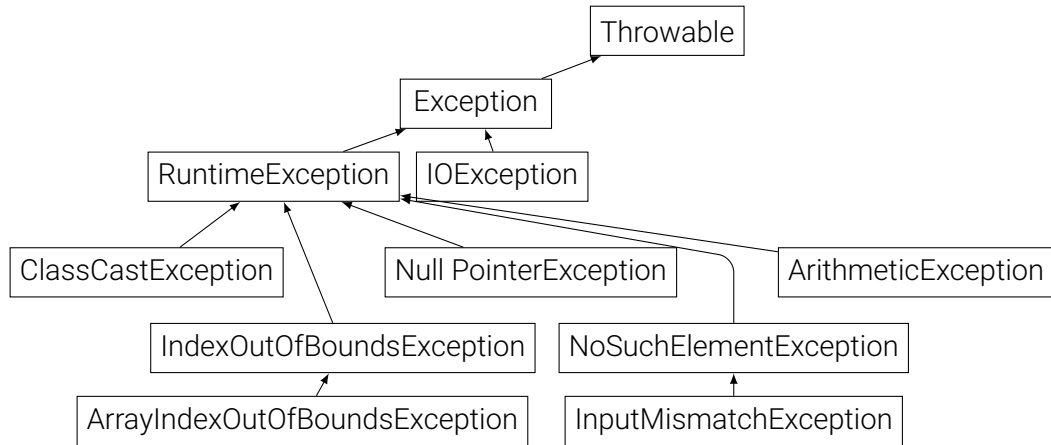 Throwable
Exception
RuntimeException
IOException
ClassCastException
Null PointerException
ArithmeticException
IndexOutOfBoundsException
NoSuchElementException
ArrayIndexOutOfBoundsException
InputMismatchException